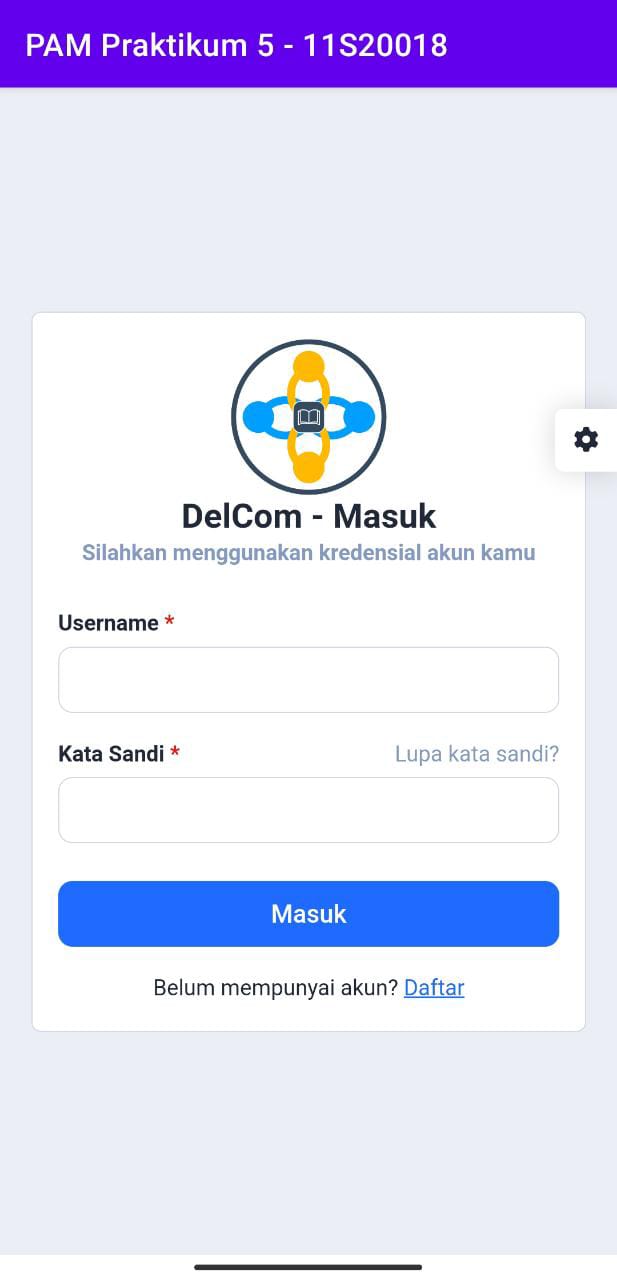 PAM Praktikum 5 - 11S20018
DelCom - Masuk
Silahkan menggunakan kredensial akun kamu
Username *
Kata Sandi * Lupa kata sandi?
Masuk
Belum mempunyai akun? Daftar